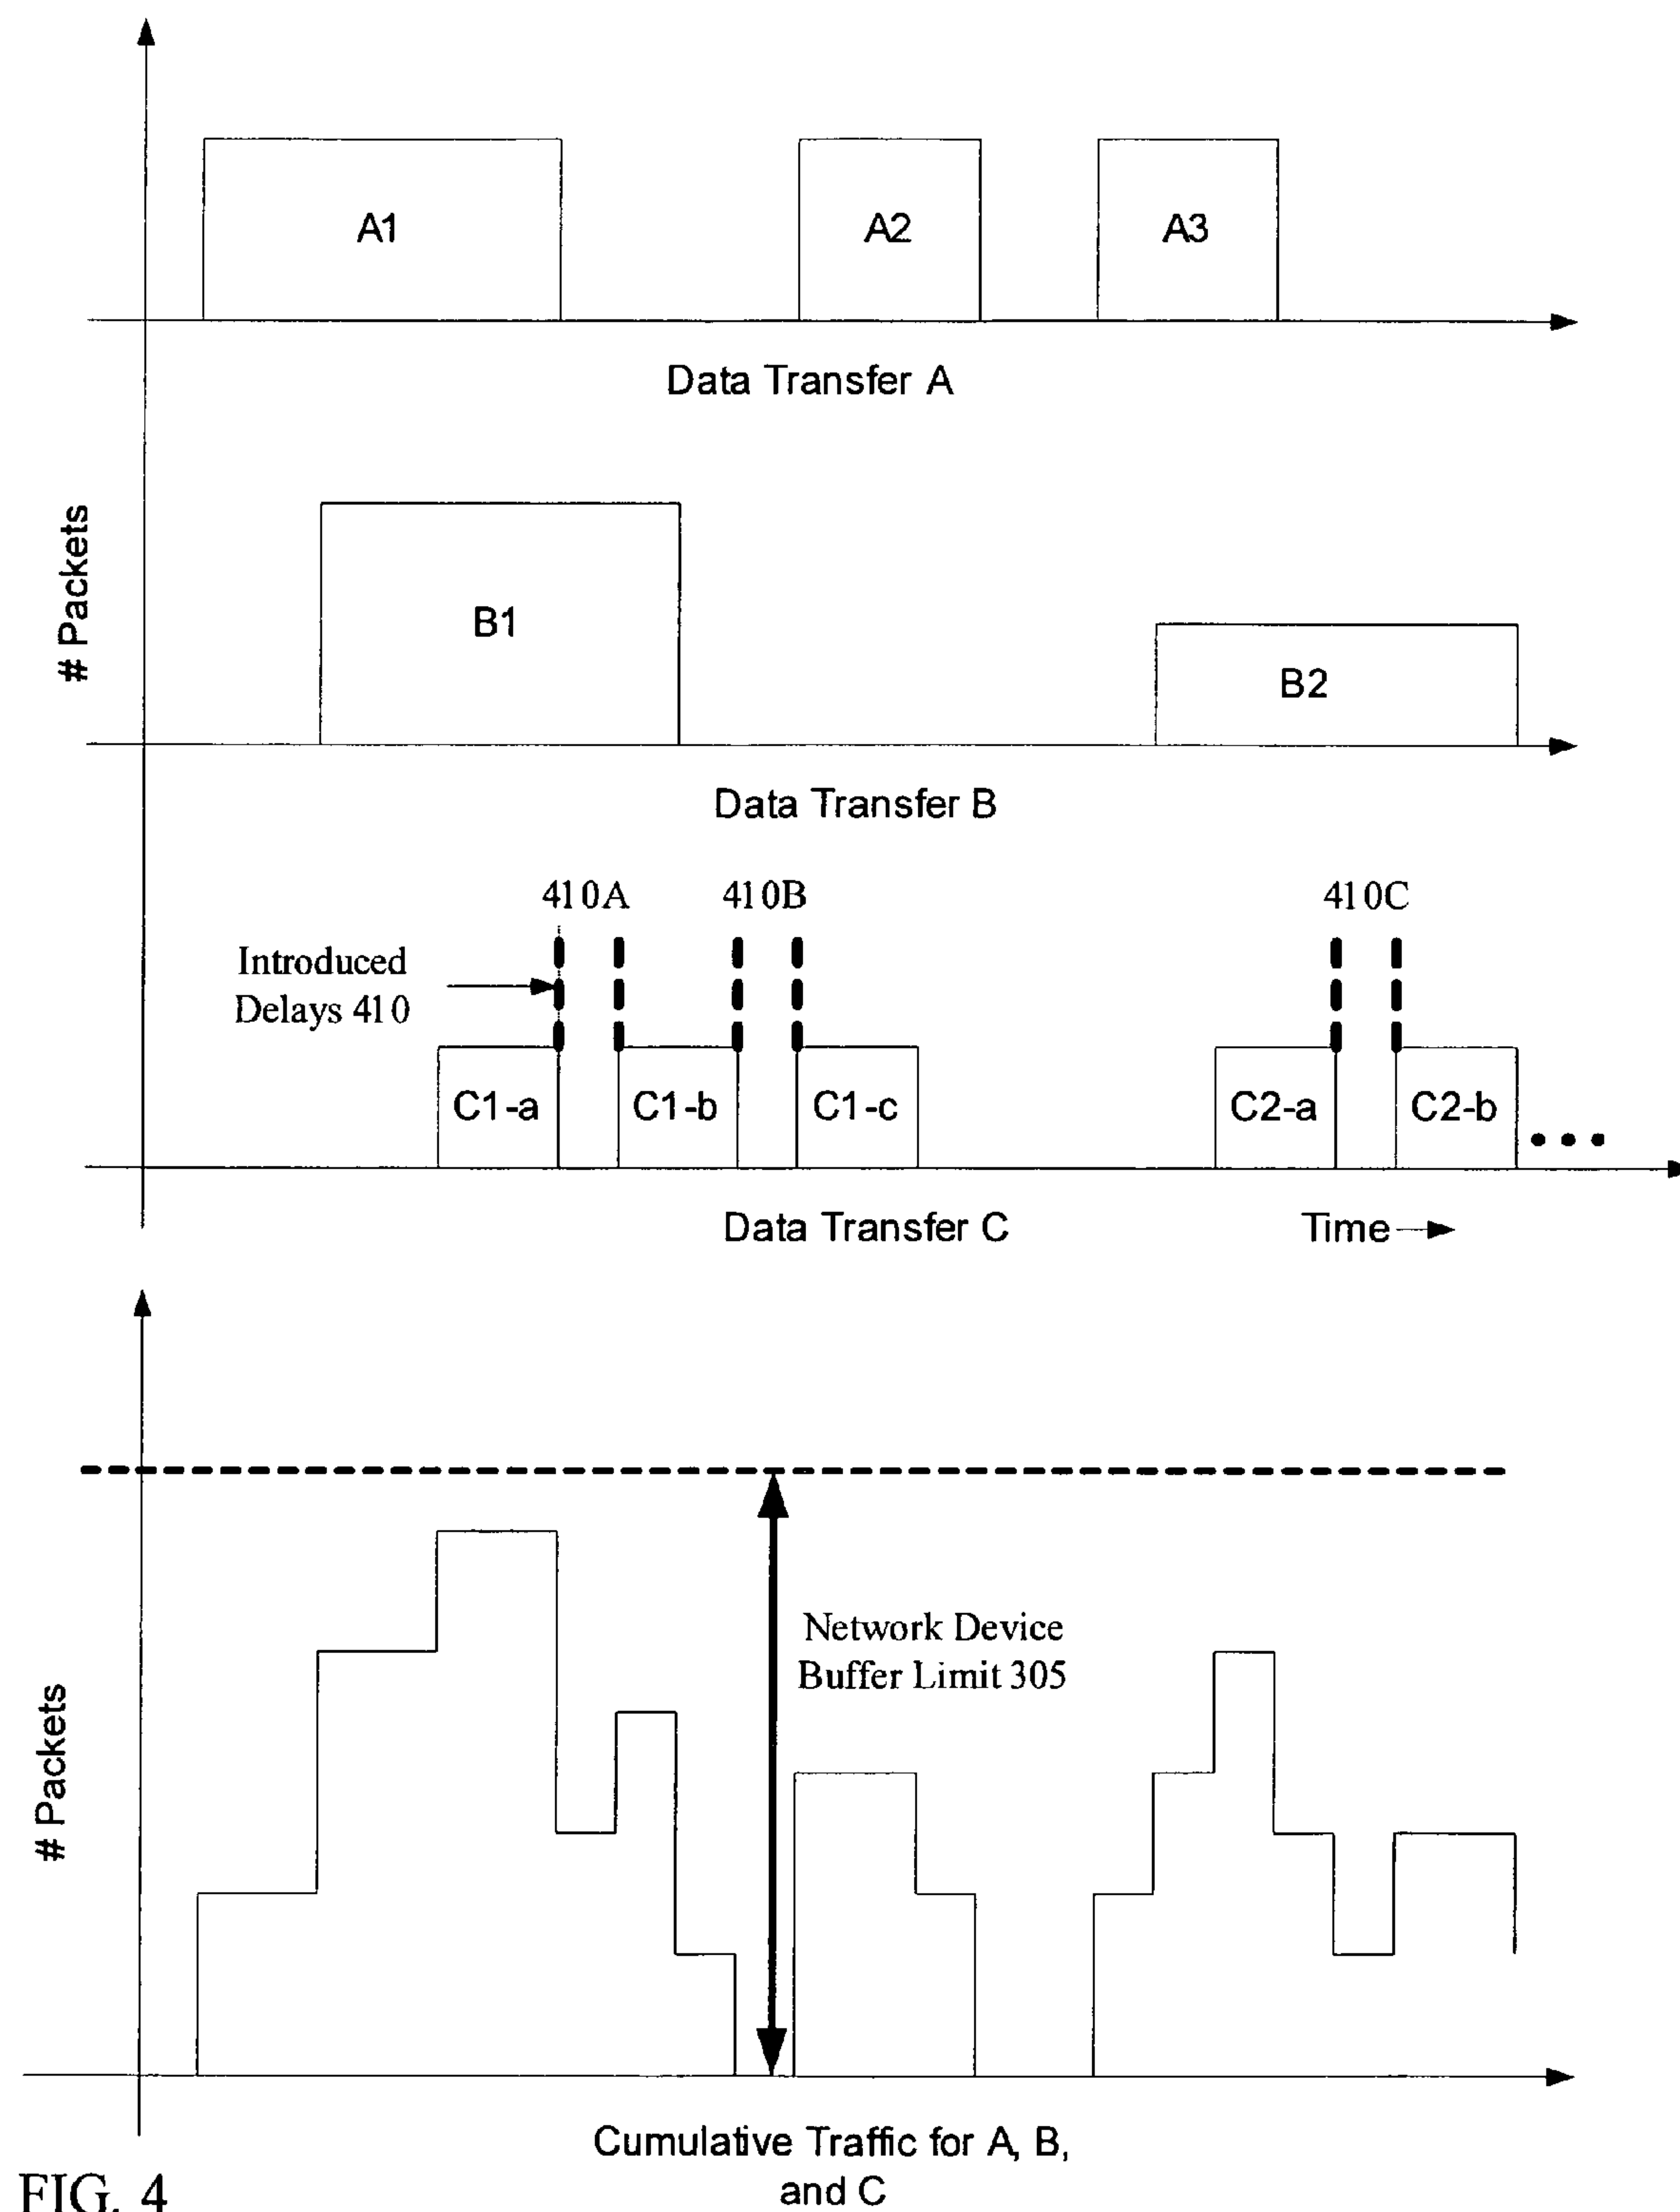 A1
A2
A3
Data Transfer A
# Packets
B1
B2
Data Transfer B
410A
410B
410C
Introduced
Delays 410
C1-a
C1-b
C1-c
C2-a
C2-b
Data Transfer C
Time
# Packets
Network Device
Buffer Limit 305
Cumulative Traffic for A, B,
and C
FIG. 4